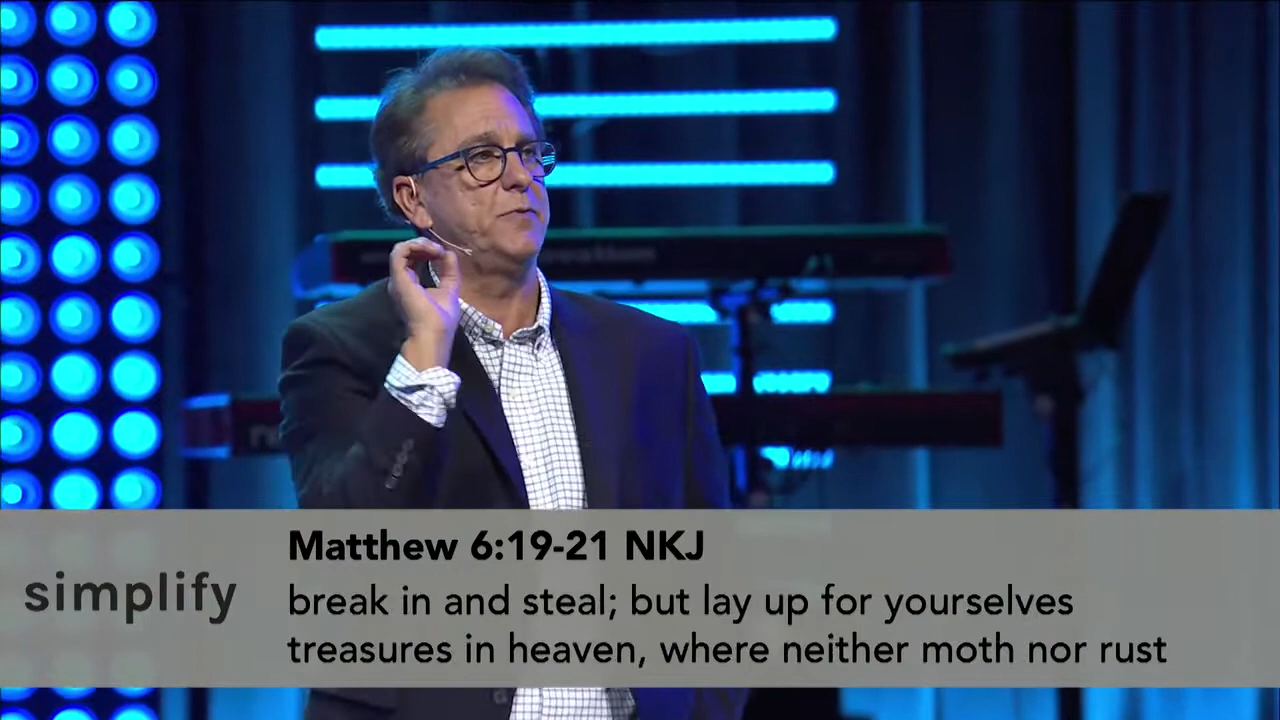 simplify
Matthew 6:19-21 NKJ
break in and steal; but lay up for yourselves
treasures in heaven, where neither moth nor rust